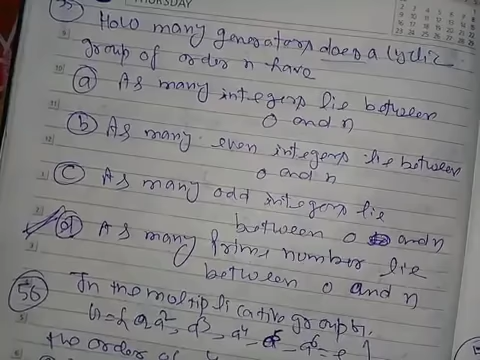 THURSDAY
How many generators does a cyclic
group of order n have
(a) As many integers lie between
0 and n
(b) As many even integers lie between
0 and n
(c) As many odd integers lie
between 0 and n
(d) As many prime number lie
between 0 and n
56 In the multiplicative group
the order of